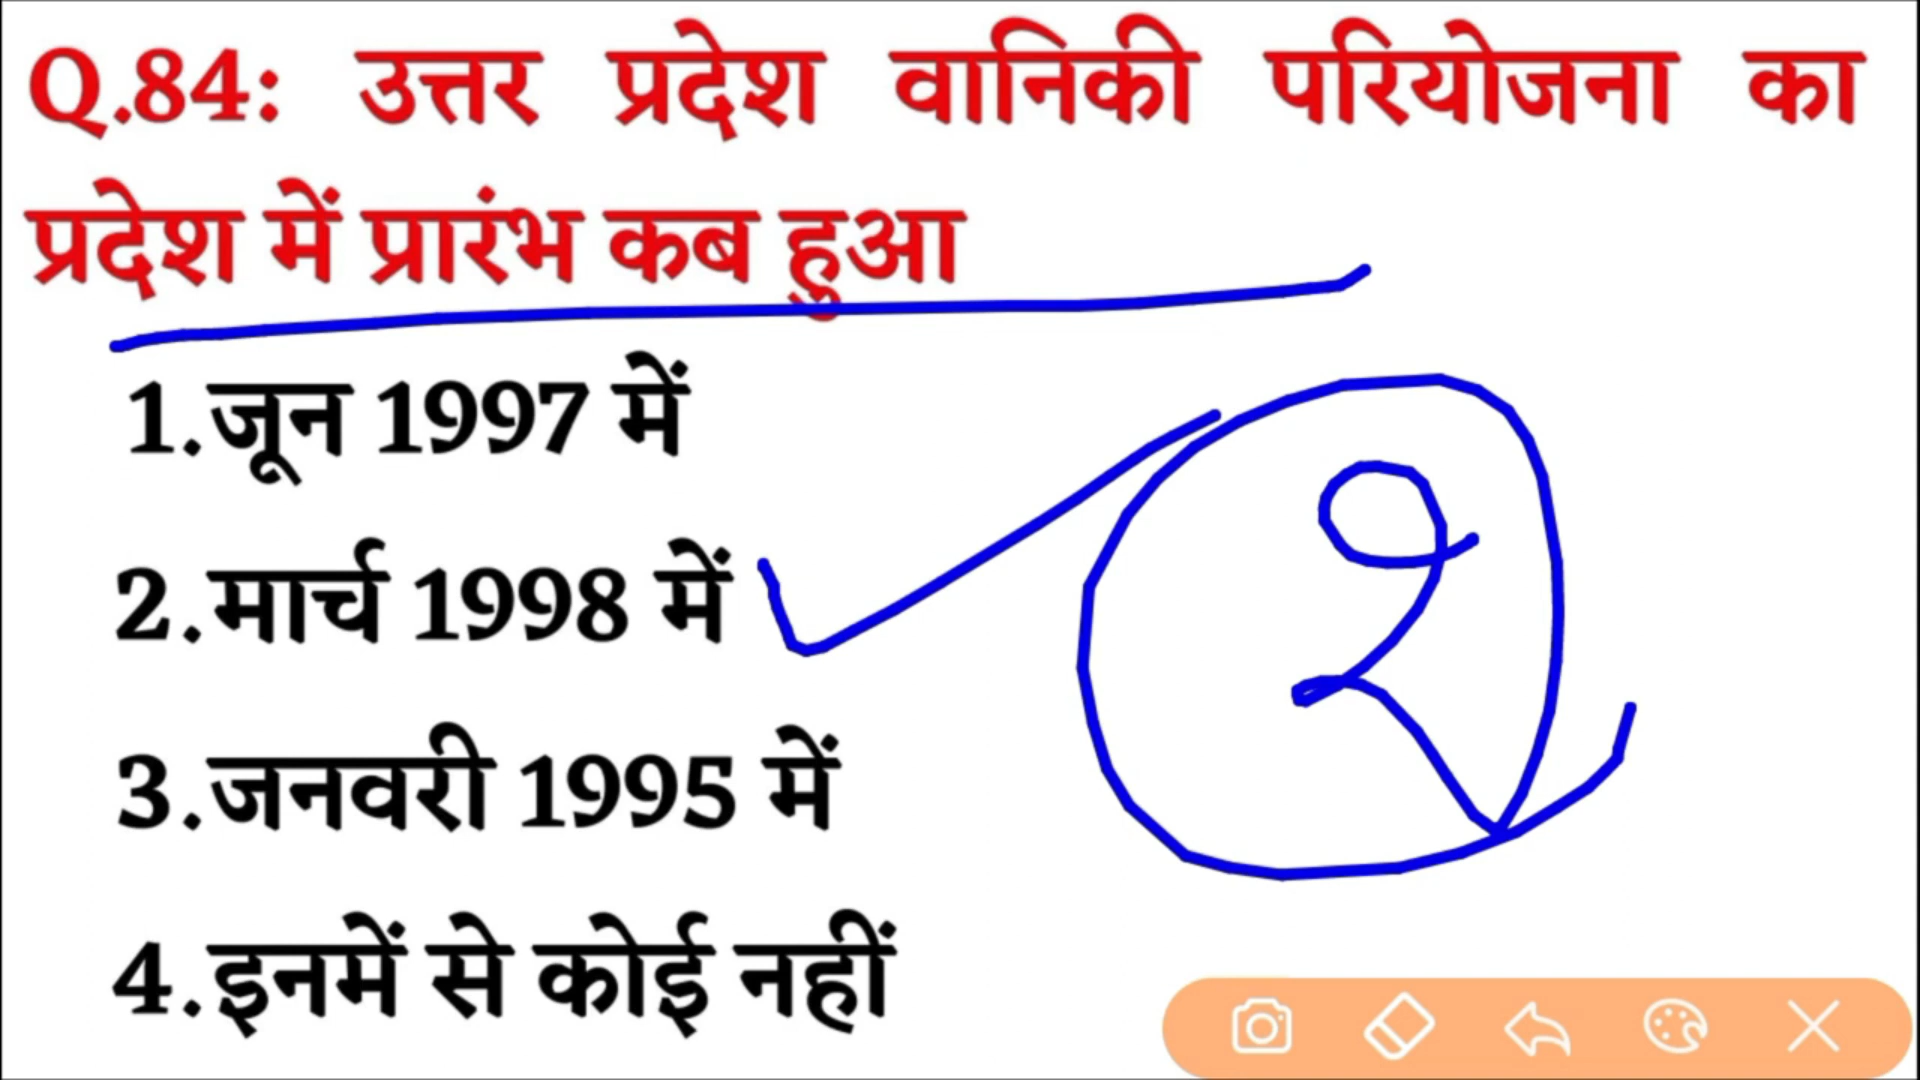 Q.84: उत्तर प्रदेश वानिकी परियोजना का
प्रदेश में प्रारंभ कब हुआ
1.जून 1997 में
2.मार्च 1998 में
3.जनवरी 1995 में
4.इनमें से कोई नहीं
२